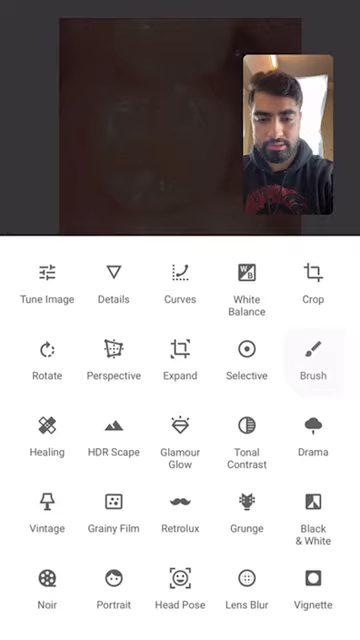 Tune Image
Details
Curves
White
Balance
Crop
Rotate
Perspective
Expand
Selective
Brush
Healing
HDR Scape
Glamour
Glow
Tonal
Contrast
Drama
Vintage
Grainy Film
Retrolux
Grunge
Black
& White
Noir
Portrait
Head Pose
Lens Blur
Vignette